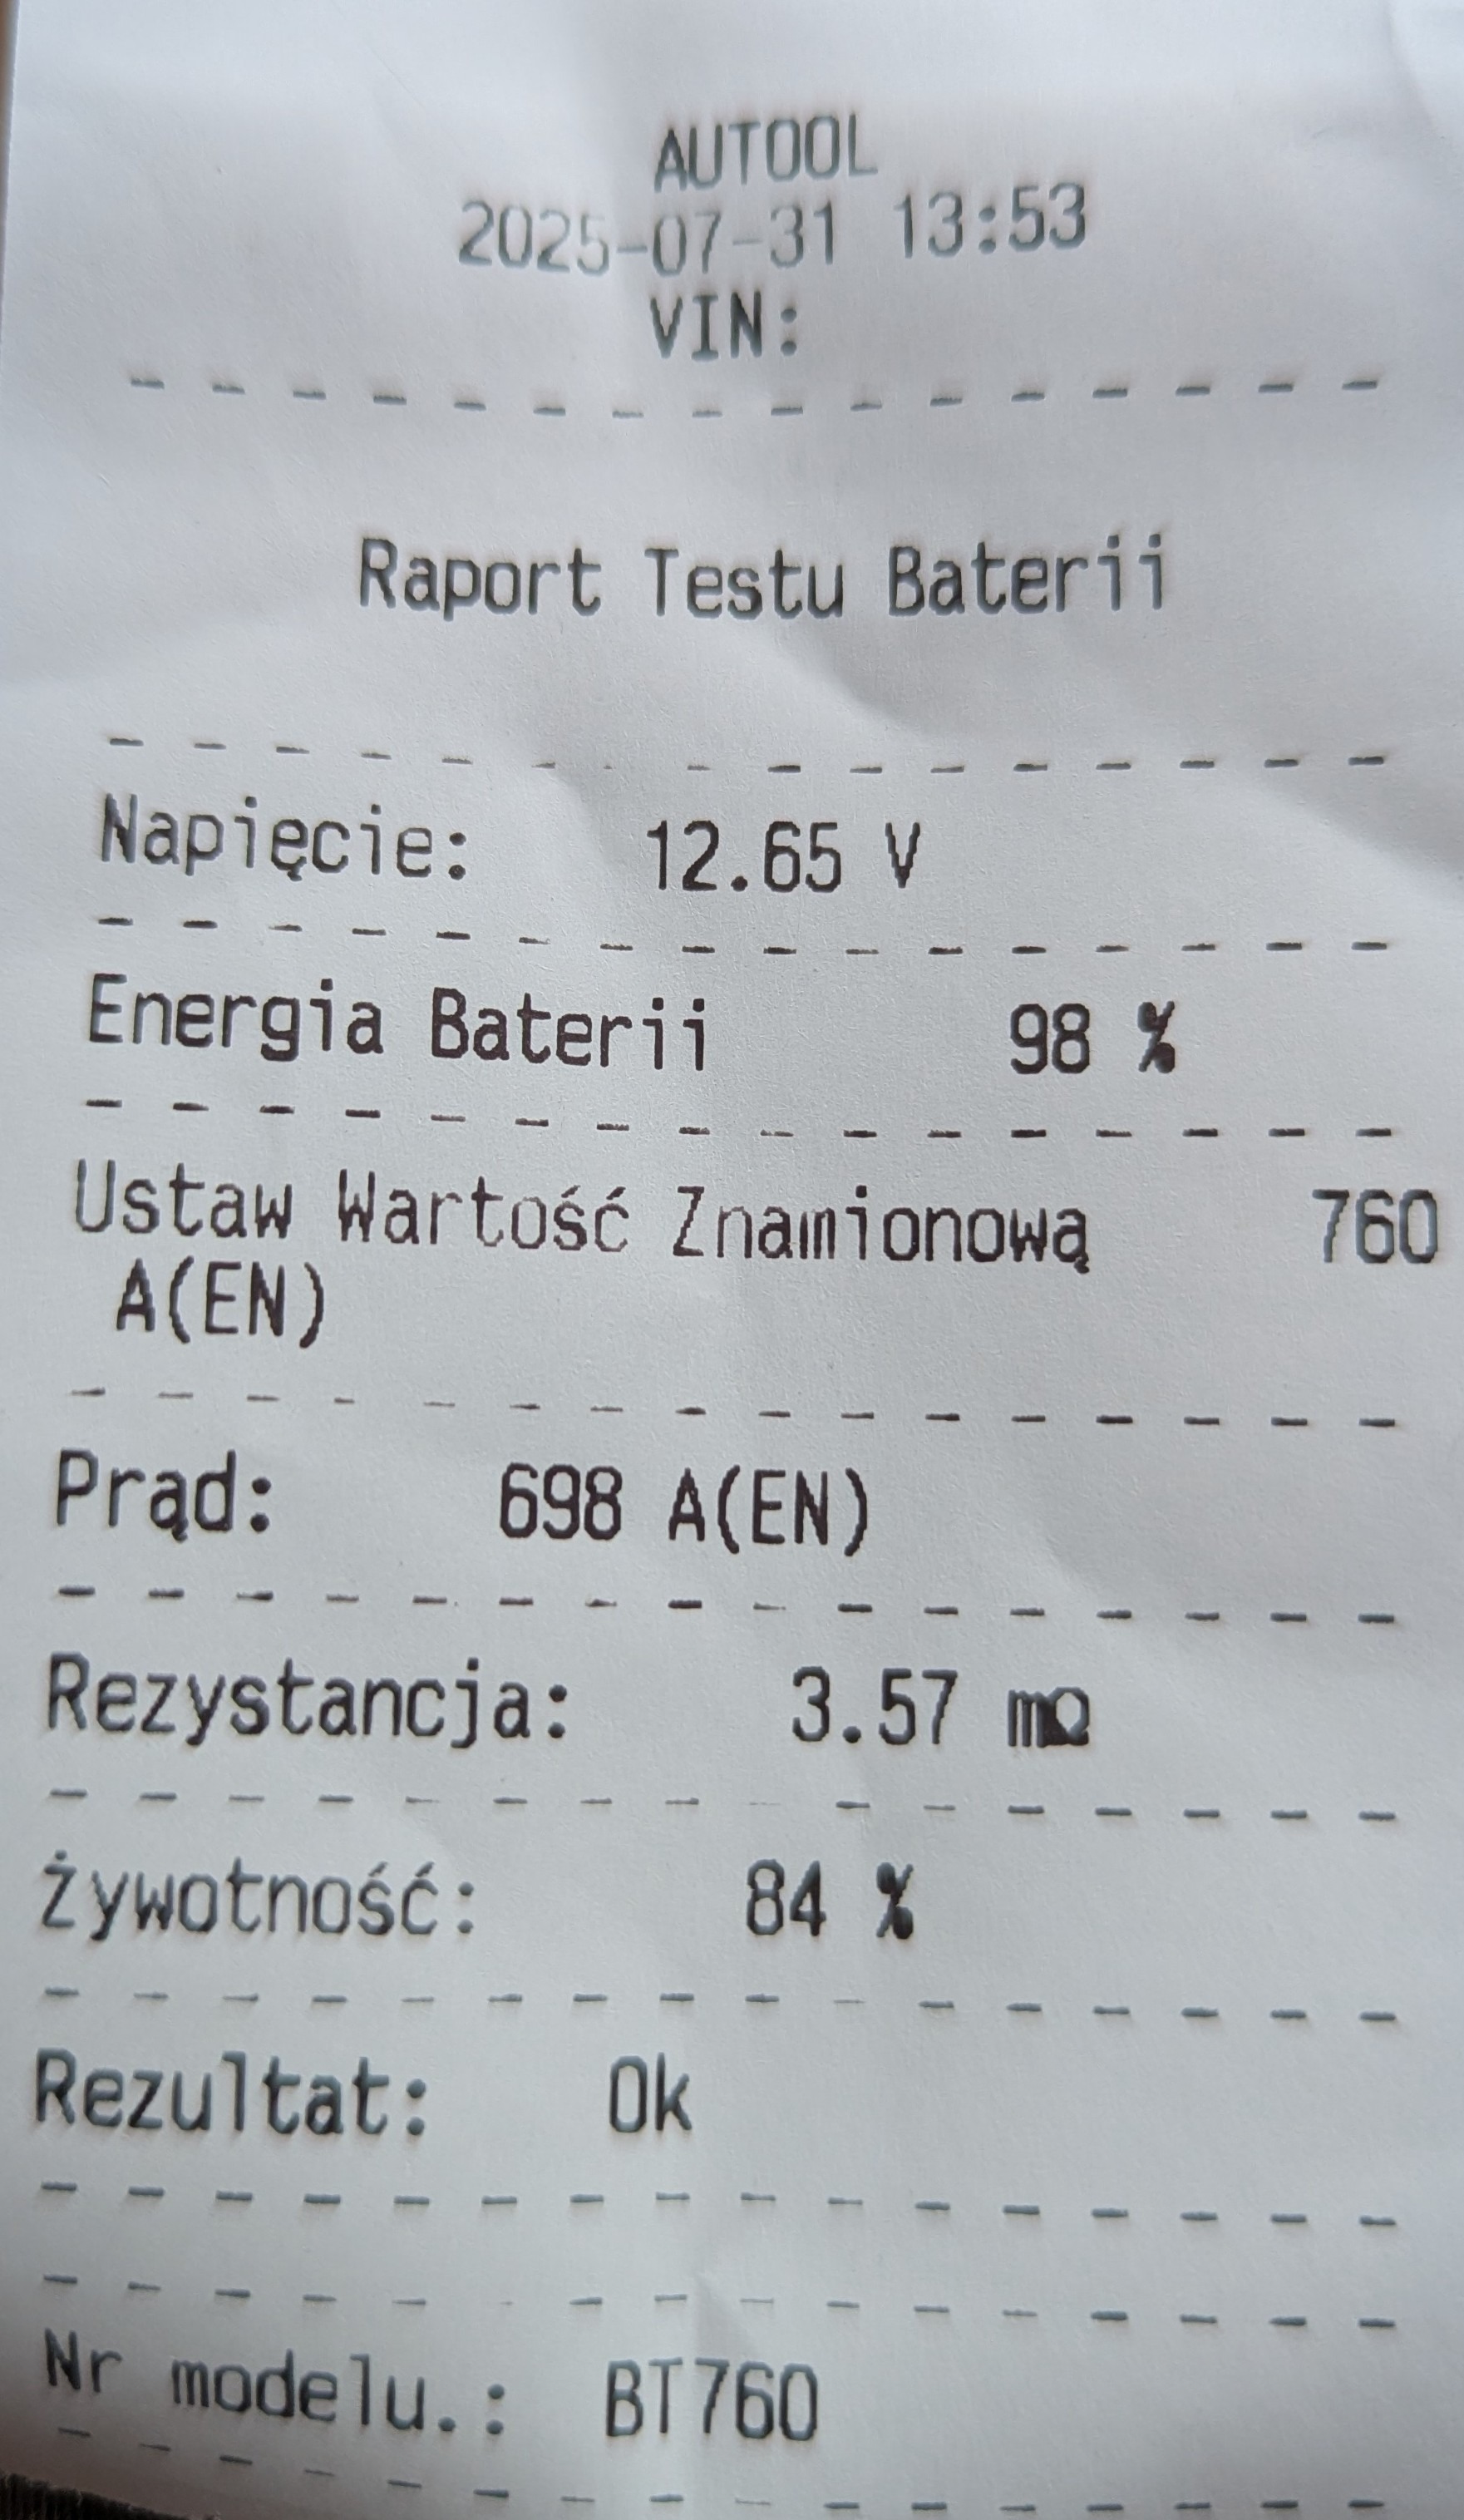 AUTOOL
2025-07-31 13:53
VIN:
Raport Testu Baterii
Napięcie: 12.65 V
Energia Baterii 98 %
Ustaw Wartość Znamionową 760
A(EN)
Prąd: 698 A(EN)
Rezystancja: 3.57 mΩ
Żywotność: 84 %
Rezultat: Ok
Nr modelu.: BT760